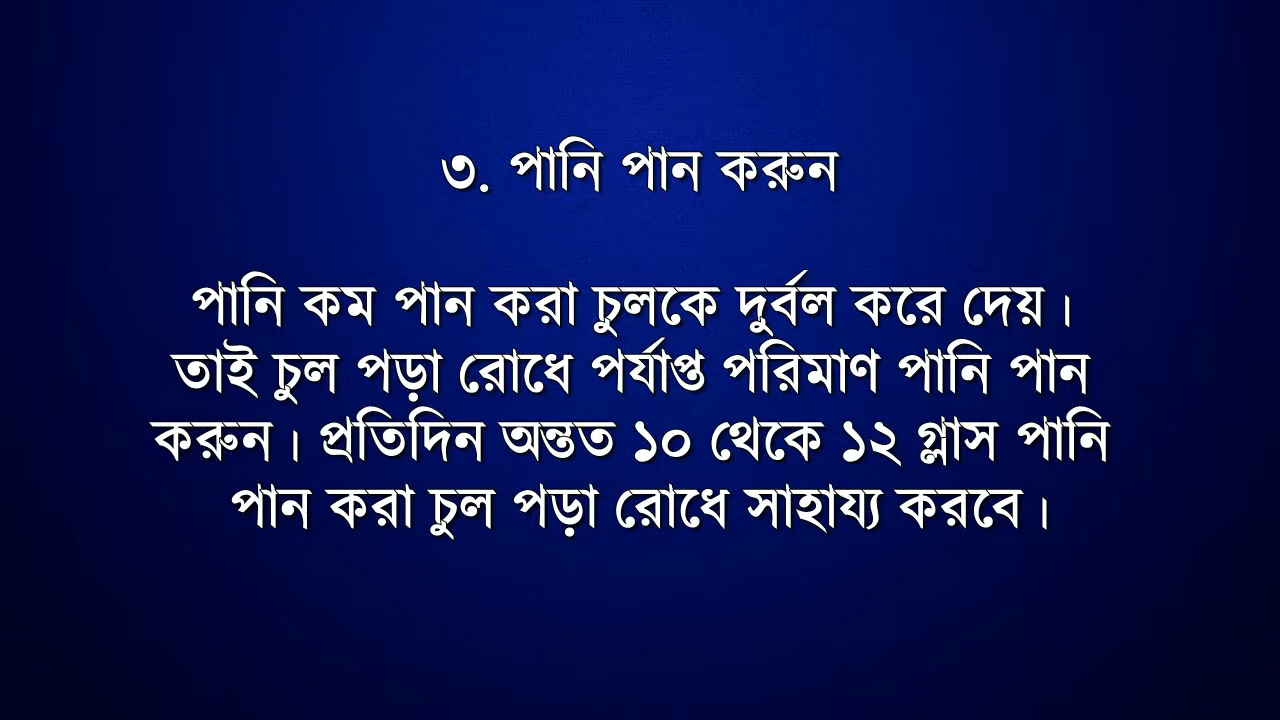 ৩. পানি পান করুন
পানি কম পান করা চুলকে দুর্বল করে দেয়।
তাই চুল পড়া রোধে পর্যাপ্ত পরিমাণ পানি পান
করুন। প্রতিদিন অন্তত ১০ থেকে ১২ গ্লাস পানি
পান করা চুল পড়া রোধে সাহায্য করবে।